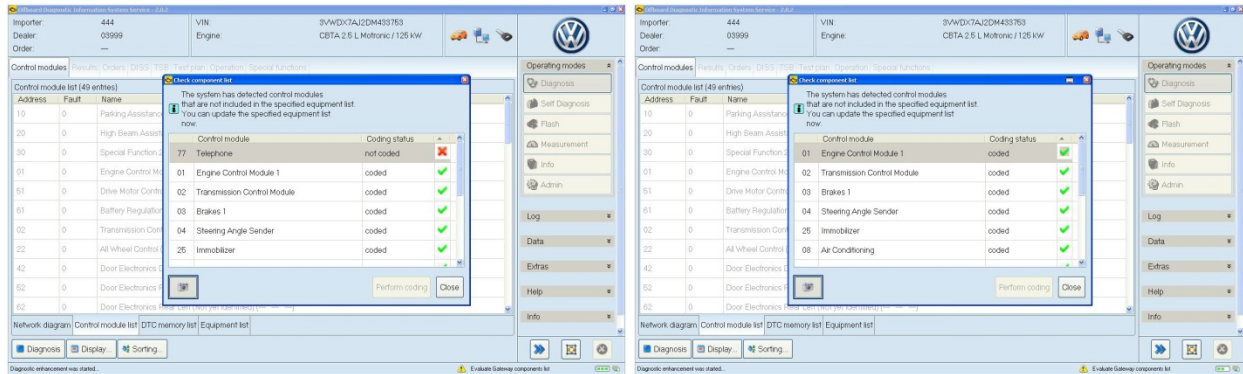 Offboard Diagnostic Information System Service - 2.0.2
Importer: 444 VIN: 3VWDX7AJ2DM433753
Dealer: 03999 Engine: CBTA 2.5 L Motronic / 125 kW
Order: ---
Control modules Results Orders DISS TSB Test plan Operation Special functions
Control module list (49 entries)
Address Fault Name
10 0 Parking Assistanc
20 0 High Beam Assist
30 0 Special Function 2
01 0 Engine Control Mo
51 0 Drive Motor Contr
61 0 Battery Regulation
02 0 Transmission Cont
22 0 All Wheel Control
42 0 Door Electronics D
52 0 Door Electronics
62 0 Door Electronics Rear Left (Not yet identified) (--- --- ---)
Check component list
The system has detected control modules
that are not included in the specified equipment list.
You can update the specified equipment list
now.
Control module Coding status
77 Telephone not coded
01 Engine Control Module 1 coded
02 Transmission Control Module coded
03 Brakes 1 coded
04 Steering Angle Sender coded
25 Immobilizer coded
Perform coding Close
Operating modes
Diagnosis
Self Diagnosis
Flash
Measurement
Info
Admin
Log
Data
Extras
Help
Info
Network diagram Control module list DTC memory list Equipment list
Diagnosis Display... Sorting...
Diagnostic enhancement was started... Evaluate Gateway components list
Offboard Diagnostic Information System Service - 2.0.2
Importer: 444 VIN: 3VWDX7AJ2DM433753
Dealer: 03999 Engine: CBTA 2.5 L Motronic / 125 kW
Order: ---
Control modules Results Orders DISS TSB Test plan Operation Special functions
Control module list (49 entries)
Address Fault Name
10 0 Parking Assistanc
20 0 High Beam Assist
30 0 Special Function 2
01 0 Engine Control Mo
51 0 Drive Motor Contr
61 0 Battery Regulation
02 0 Transmission Cont
22 0 All Wheel Control
42 0 Door Electronics D
52 0 Door Electronics
62 0 Door Electronics Rear Left (Not yet identified) (--- --- ---)
Check component list
The system has detected control modules
that are not included in the specified equipment list.
You can update the specified equipment list
now.
Control module Coding status
01 Engine Control Module 1 coded
02 Transmission Control Module coded
03 Brakes 1 coded
04 Steering Angle Sender coded
25 Immobilizer coded
08 Air Conditioning coded
Perform coding Close
Operating modes
Diagnosis
Self Diagnosis
Flash
Measurement
Info
Admin
Log
Data
Extras
Help
Info
Network diagram Control module list DTC memory list Equipment list
Diagnosis Display... Sorting...
Diagnostic enhancement was started... Evaluate Gateway components list